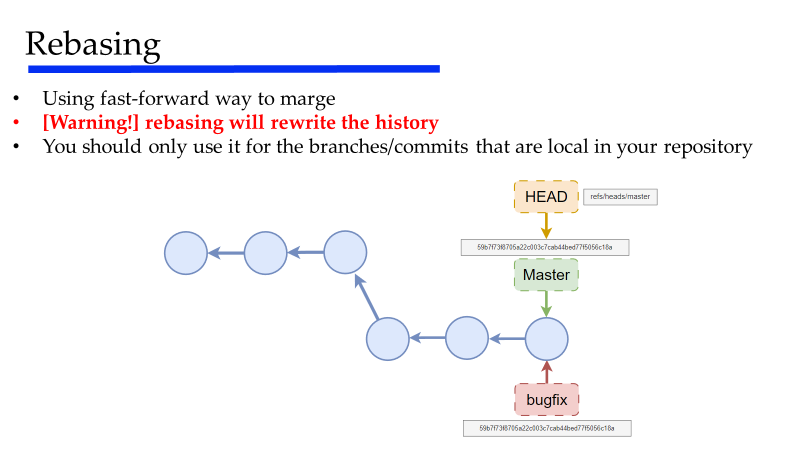 Rebasing
• Using fast-forward way to marge
• [Warning!] rebasing will rewrite the history
• You should only use it for the branches/commits that are local in your repository
HEAD
refs/heads/master
59b7f73f8705a22c003c7cab44bed77f5056c18a
Master
bugfix
59b7f73f8705a22c003c7cab44bed77f5056c18a